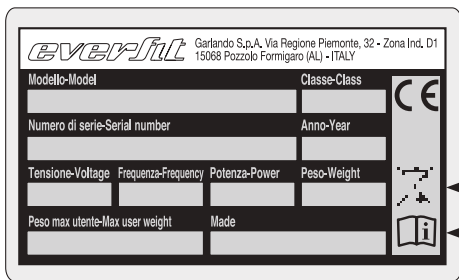 everfit
Garlando S.p.A. Via Regione Piemonte, 32 - Zona Ind. D1
15068 Pozzolo Formigaro (AL) - ITALY
Modello-Model Classe-Class
CE
Numero di serie-Serial number Anno-Year
Tensione-Voltage Frequenza-Frequency Potenza-Power Peso-Weight
Peso max utente-Max user weight Made
i